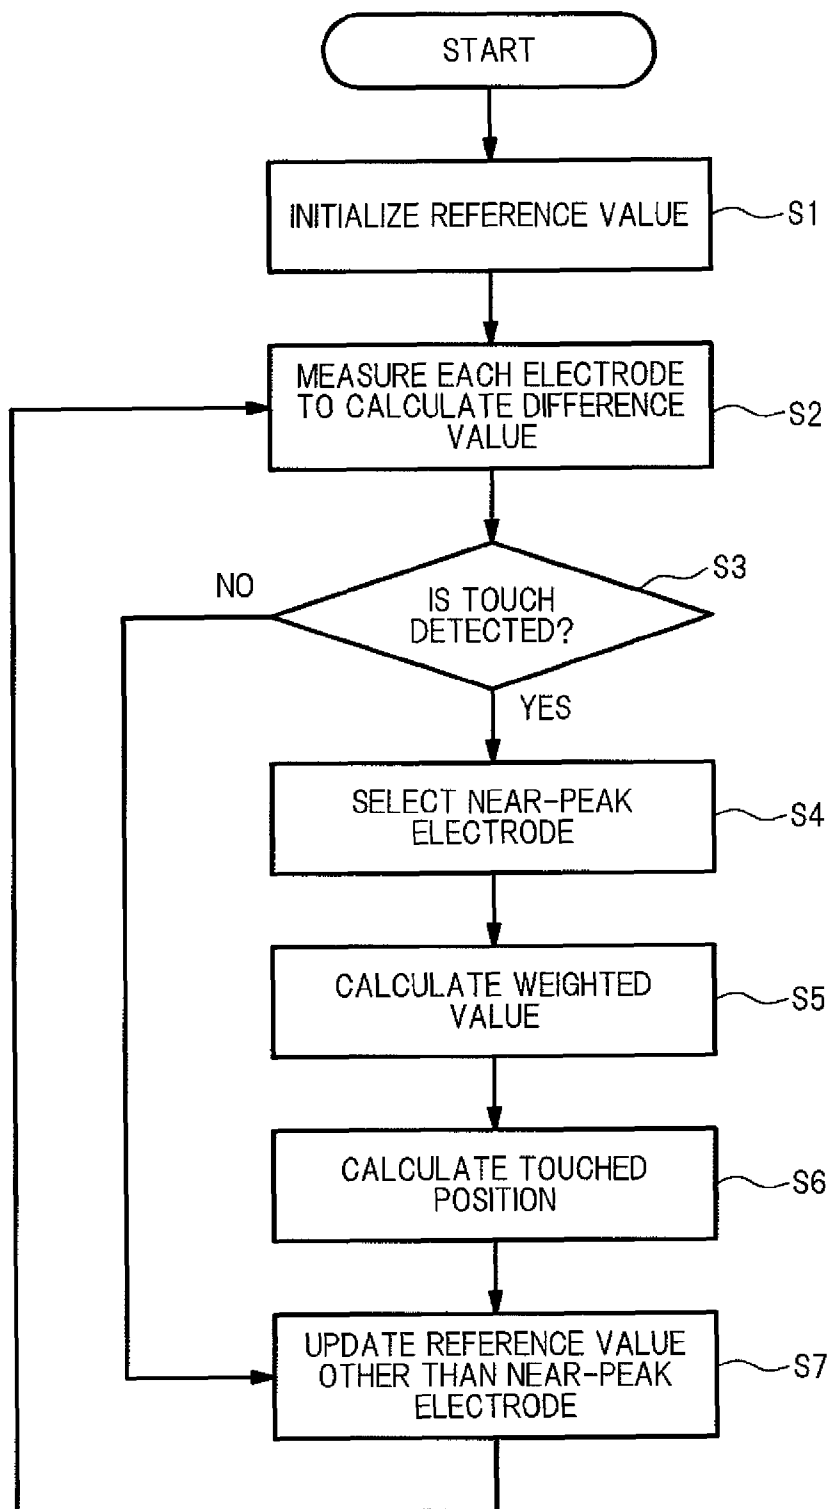 START
INITIALIZE REFERENCE VALUE
S1
MEASURE EACH ELECTRODE
TO CALCULATE DIFFERENCE
VALUE
S2
IS TOUCH
DETECTED?
S3
NO
YES
SELECT NEAR-PEAK
ELECTRODE
S4
CALCULATE WEIGHTED
VALUE
S5
CALCULATE TOUCHED
POSITION
S6
UPDATE REFERENCE VALUE
OTHER THAN NEAR-PEAK
ELECTRODE
S7